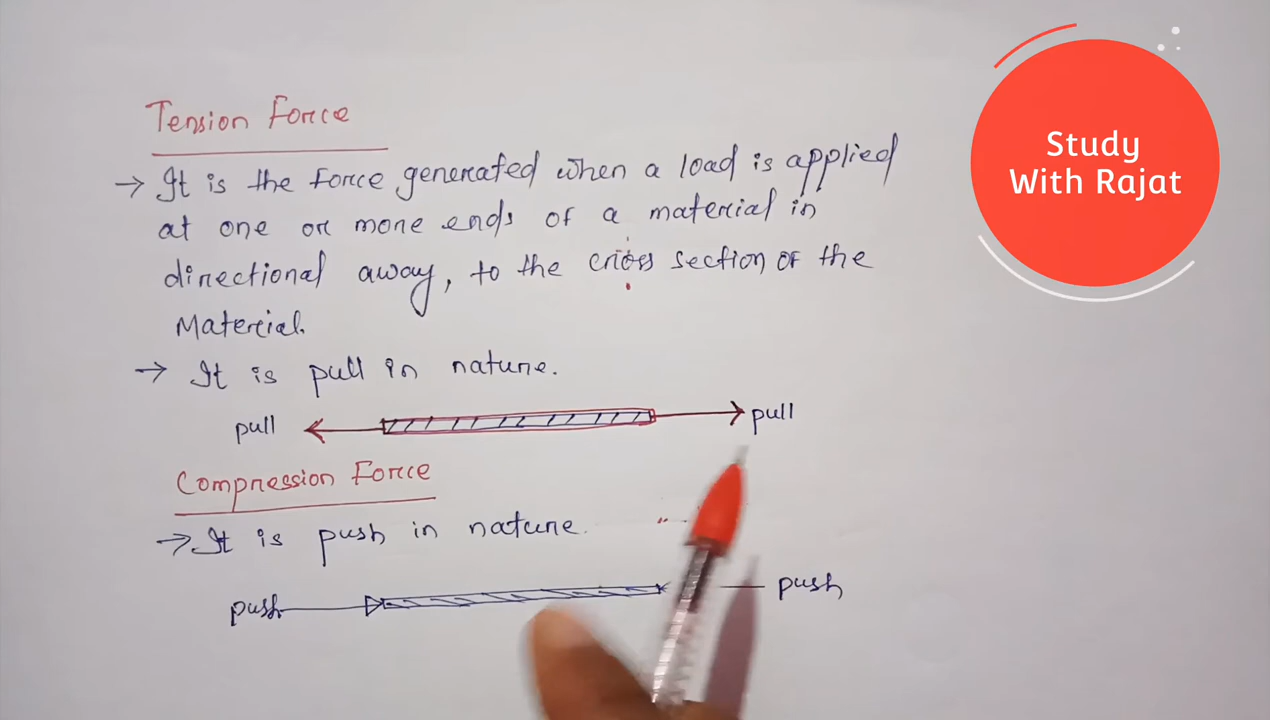 Tension Force
→ It is the force generated when a load is applied
at one or more ends of a material in
directional away, to the cross section of the
Material.
→ It is pull in nature.
pull pull
Compression Force
→ It is push in nature.
push push
Study
With Rajat